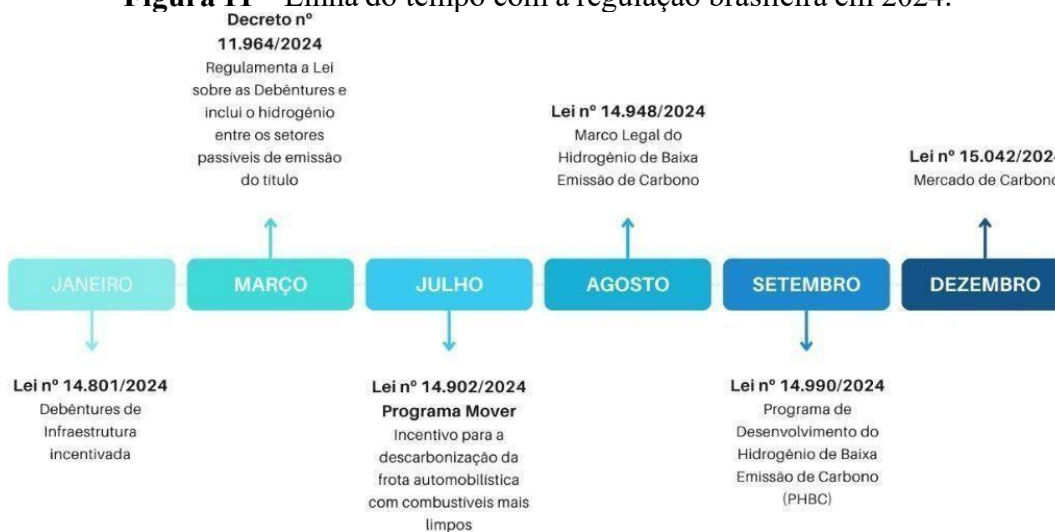 Figura 11 – Linha do tempo com a regulação brasileira em 2024.
Decreto nº
11.964/2024
Regulamenta a Lei
sobre as Debêntures e
inclui o hidrogênio
entre os setores
passíveis de emissão
do título
Lei nº 14.948/2024
Marco Legal do
Hidrogênio de Baixa
Emissão de Carbono
Lei nº 15.042/2024
Mercado de Carbono
JANEIRO
MARÇO
JULHO
AGOSTO
SETEMBRO
DEZEMBRO
Lei nº 14.801/2024
Debêntures de
Infraestrutura
incentivada
Lei nº 14.902/2024
Programa Mover
Incentivo para a
descarbonização da
frota automobilística
com combustíveis mais
limpos
Lei nº 14.990/2024
Programa de
Desenvolvimento do
Hidrogênio de Baixa
Emissão de Carbono
(PHBC)